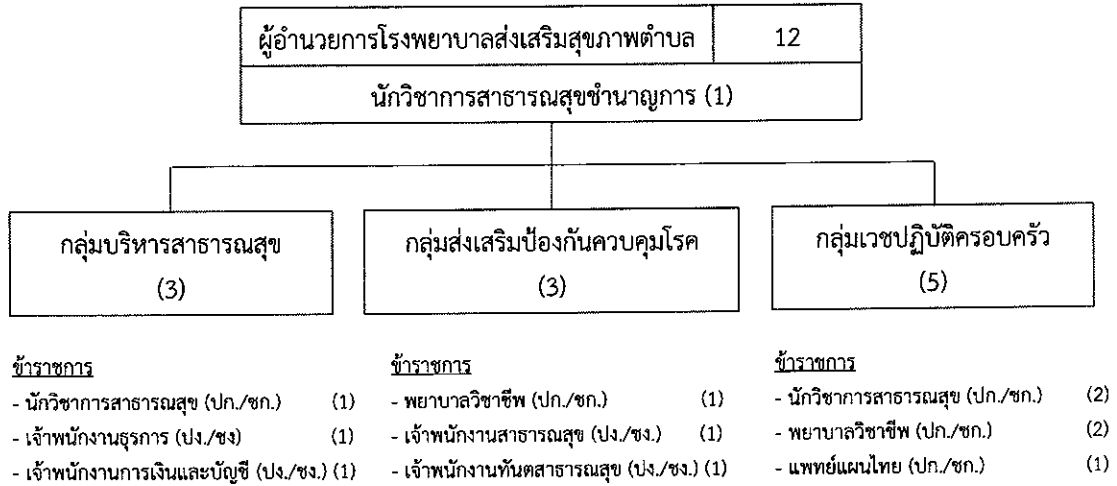 ผู้อำนวยการโรงพยาบาลส่งเสริมสุขภาพตำบล 12
นักวิชาการสาธารณสุขชำนาญการ (1)
กลุ่มบริหารสาธารณสุข
(3)
กลุ่มส่งเสริมป้องกันควบคุมโรค
(3)
กลุ่มเวชปฏิบัติครอบครัว
(5)
ข้าราชการ
- นักวิชาการสาธารณสุข (ปก./ชก.) (1)
- เจ้าพนักงานธุรการ (ปง./ชง) (1)
- เจ้าพนักงานการเงินและบัญชี (ปง./ชง.) (1)
ข้าราชการ
- พยาบาลวิชาชีพ (ปก./ชก.) (1)
- เจ้าพนักงานสาธารณสุข (ปง./ชง.) (1)
- เจ้าพนักงานทันตสาธารณสุข (ปง./ชง.) (1)
ข้าราชการ
- นักวิชาการสาธารณสุข (ปก./ชก.) (2)
- พยาบาลวิชาชีพ (ปก./ชก.) (2)
- แพทย์แผนไทย (ปก./ชก.) (1)